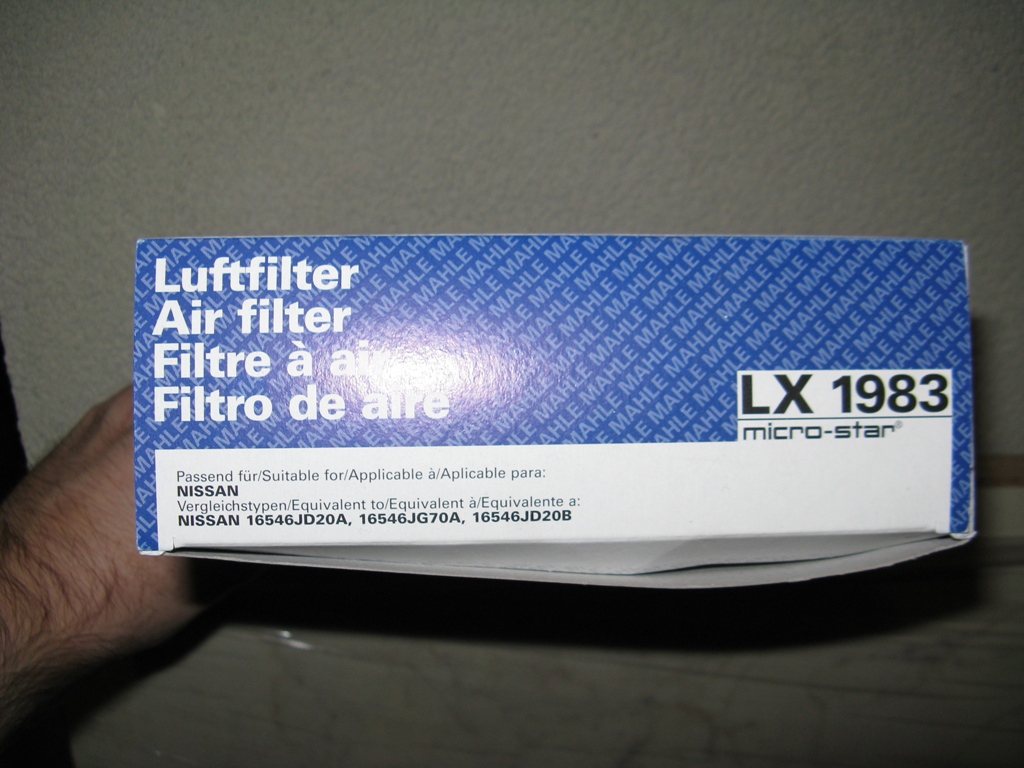 Luftfilter
Air filter
Filtre à air
Filtro de aire
LX 1983
micro-star®
Passend für/Suitable for/Applicable à/Aplicable para:
NISSAN
Vergleichstypen/Equivalent to/Equivalent à/Equivalente a:
NISSAN 16546JD20A, 16546JG70A, 16546JD20B
MAHLE